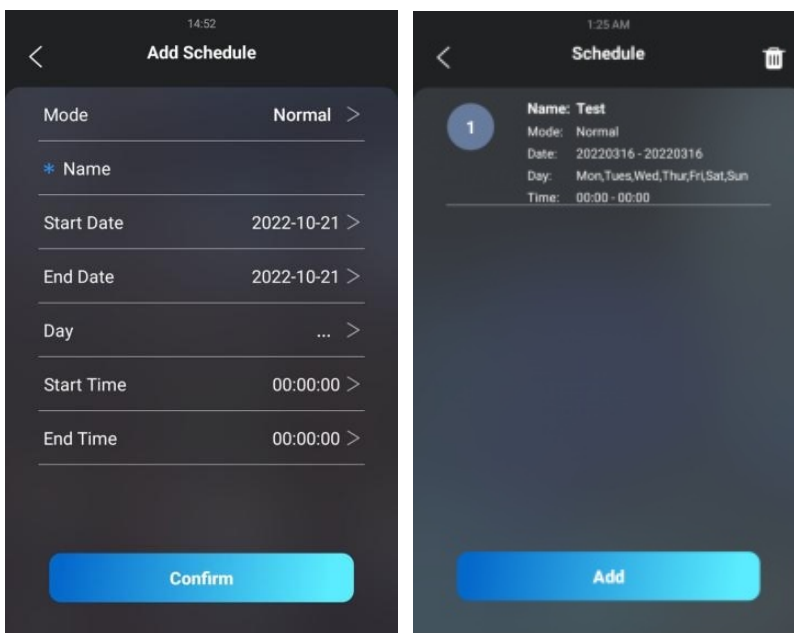 14:52
Add Schedule
Mode Normal >
* Name
Start Date 2022-10-21 >
End Date 2022-10-21 >
Day ... >
Start Time 00:00:00 >
End Time 00:00:00 >
Confirm
1:25 AM
Schedule
1
Name: Test
Mode: Normal
Date: 20220316 - 20220316
Day: Mon,Tues,Wed,Thur,Fri,Sat,Sun
Time: 00:00 - 00:00
Add